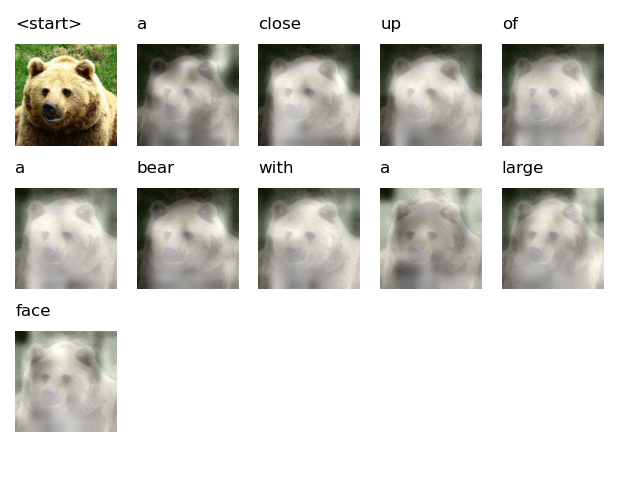 <start> a close up of
a bear with a large
face